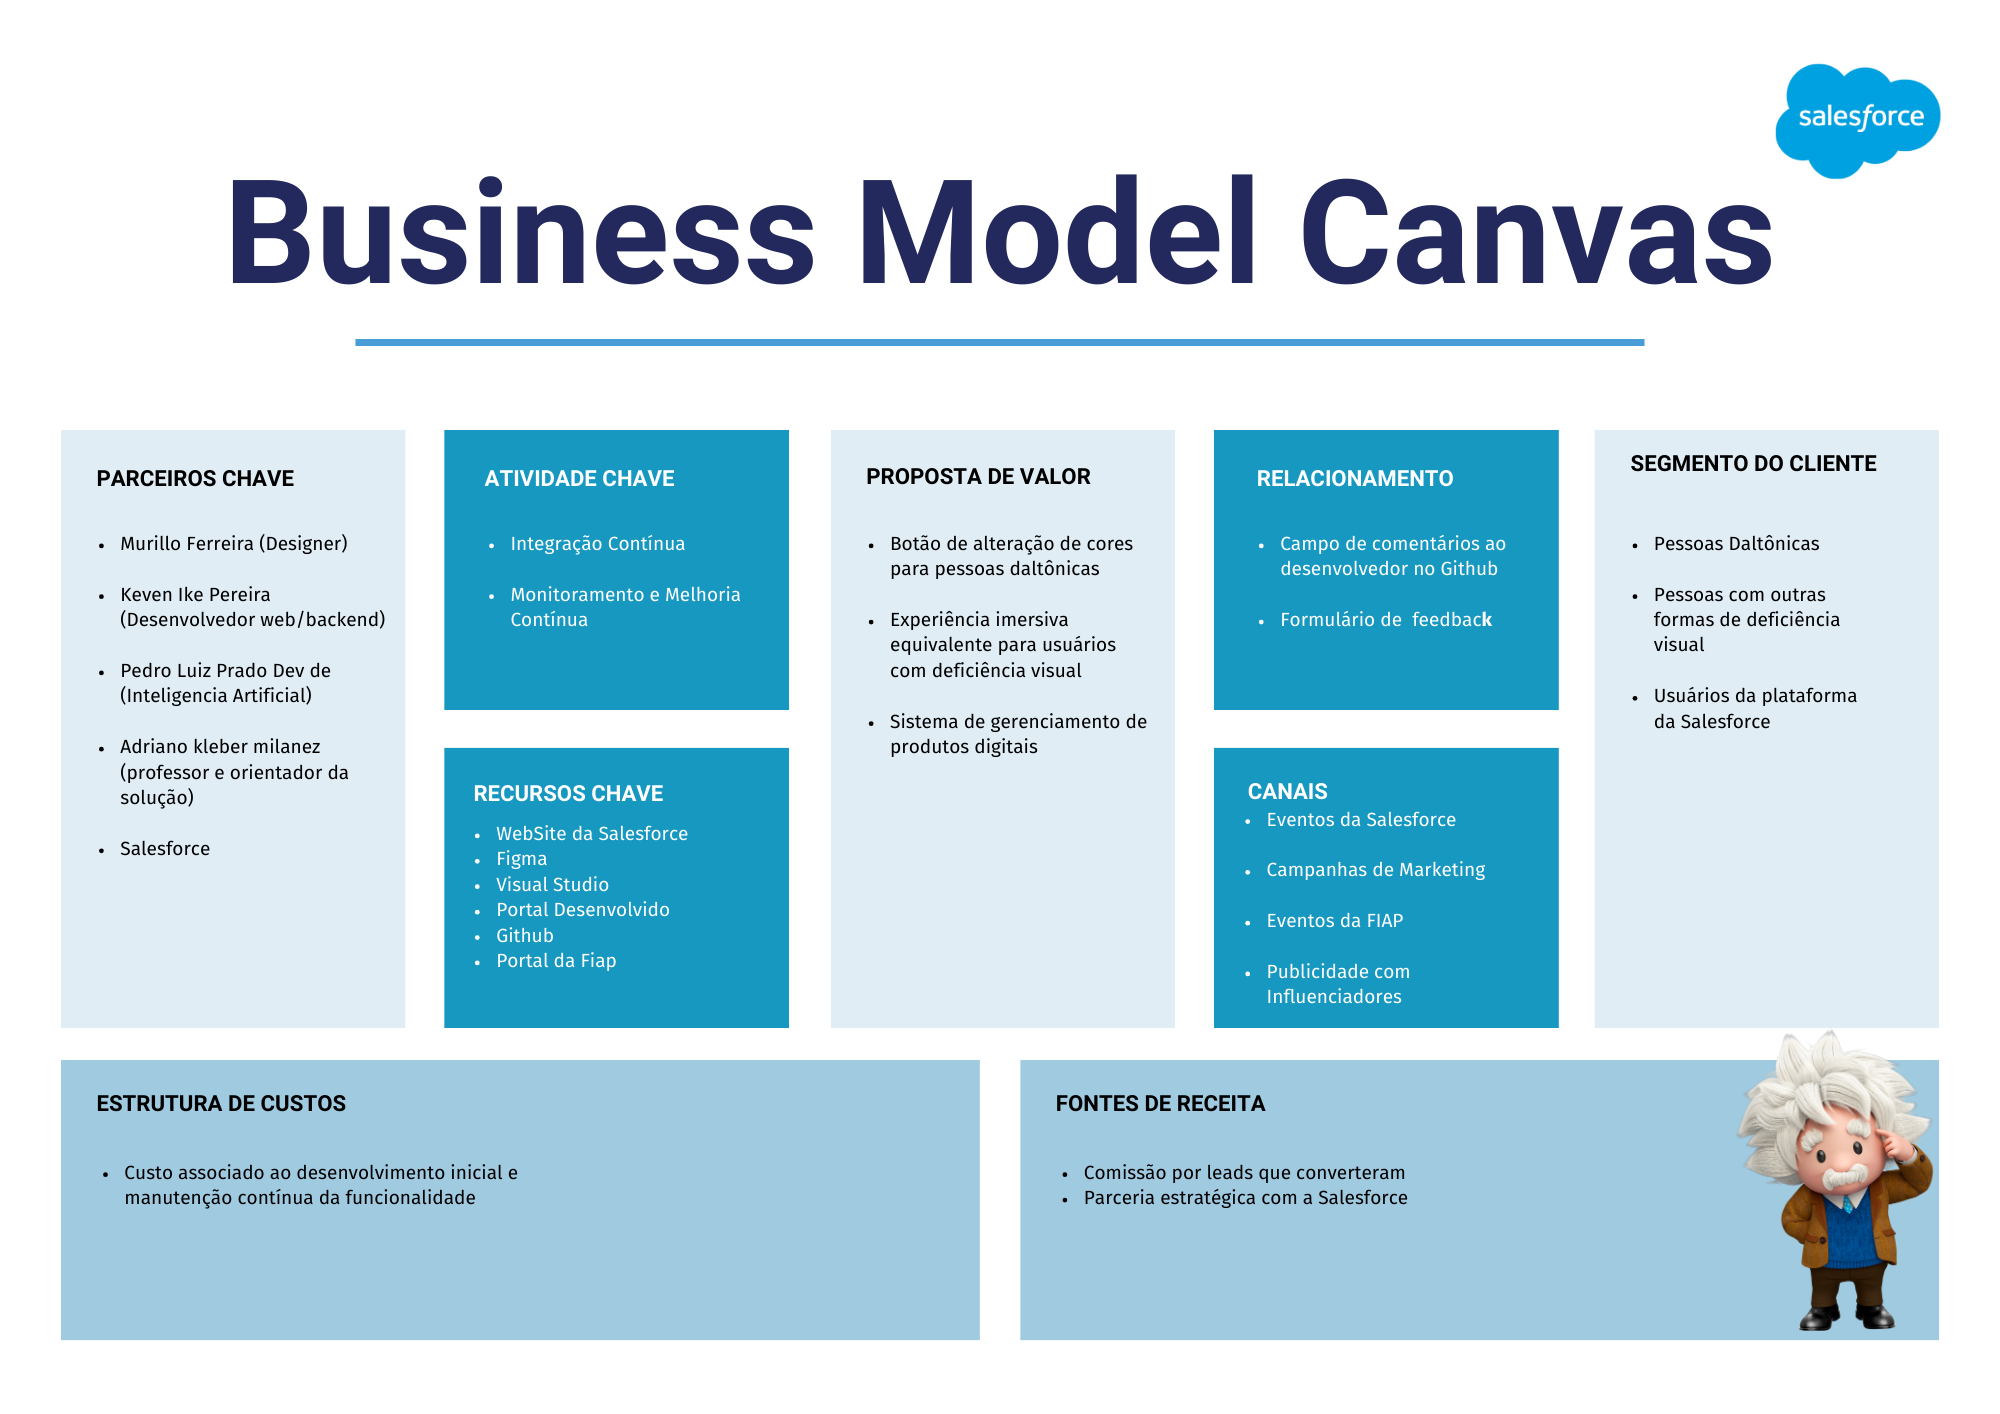 salesforce
Business Model Canvas
PARCEIROS CHAVE
• Murillo Ferreira (Designer)
• Keven Ike Pereira
(Desenvolvedor web/backend)
• Pedro Luiz Prado Dev de
(Inteligencia Artificial)
• Adriano kleber milanez
(professor e orientador da
solução)
• Salesforce
ATIVIDADE CHAVE
• Integração Contínua
• Monitoramento e Melhoria
Contínua
RECURSOS CHAVE
• WebSite da Salesforce
• Figma
• Visual Studio
• Portal Desenvolvido
• Github
• Portal da Fiap
PROPOSTA DE VALOR
• Botão de alteração de cores
para pessoas daltônicas
• Experiência imersiva
equivalente para usuários
com deficiência visual
• Sistema de gerenciamento de
produtos digitais
RELACIONAMENTO
• Campo de comentários ao
desenvolvedor no Github
• Formulário de  feedback
CANAIS
• Eventos da Salesforce
• Campanhas de Marketing
• Eventos da FIAP
• Publicidade com
Influenciadores
SEGMENTO DO CLIENTE
• Pessoas Daltônicas
• Pessoas com outras
formas de deficiência
visual
• Usuários da plataforma
da Salesforce
ESTRUTURA DE CUSTOS
• Custo associado ao desenvolvimento inicial e
manutenção contínua da funcionalidade
FONTES DE RECEITA
• Comissão por leads que converteram
• Parceria estratégica com a Salesforce